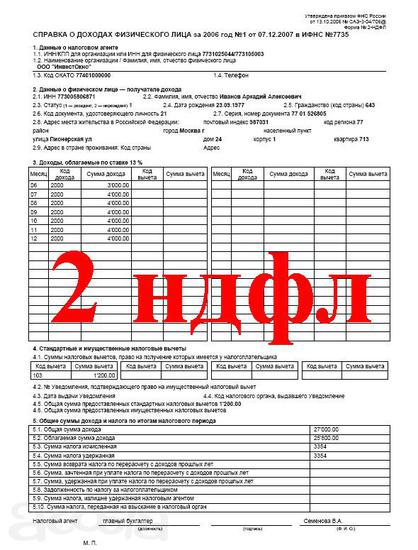 Утверждена приказом ФНС России
от 13.10.2006 № САЭ-3-04/706@
Форма № 2-НДФЛ
СПРАВКА О ДОХОДАХ ФИЗИЧЕСКОГО ЛИЦА за 2006 год №1 от 07.12.2007 в ИФНС №7735
1. Данные о налоговом агенте
1.1. ИНН/КПП для организации или ИНН для физического лица 7731025044/773105003
1.2. Наименование организации / Фамилия, имя, отчество физического лица
ООО "ИнвестОкно"
1.3. Код ОКАТО 77401000000 1.4. Телефон
2. Данные о физическом лице — получателе дохода
2.1. ИНН 773005806871 2.2. Фамилия, имя, отчество Иванов Аркадий Алексеевич
2.3. Статус (1 — резидент, 2 — нерезидент) 1 2.4. Дата рождения 23.05.1977 2.5. Гражданство (код страны) 643
2.6. Код документа, удостоверяющего личность 21 2.7. Серия, номер документа 77 01 526805
2.8. Адрес места жительства в Российской Федерации: почтовый индекс 387031 код региона 77
район город Москва г населенный пункт
улица Пионерская ул дом 24 корпус 1 квартира 713
2.9. Адрес в стране проживания: Код страны: Адрес
3. Доходы, облагаемые по ставке 13 %
Месяц Код дохода Сумма дохода Код вычета Сумма вычета Месяц Код дохода Сумма дохода Код вычета Сумма вычета
06 2000 3'000.00
07 2000 4'000.00
08 2000 4'000.00
09 2000 4'000.00
10 2000 4'000.00
11 2000 4'000.00
12 2000 4'000.00
2 ндфл
4. Стандартные и имущественные налоговые вычеты
4.1. Суммы налоговых вычетов, право на получение которых имеется у налогоплательщика
Код вычета Сумма вычета Код вычета Сумма вычета Код вычета Сумма вычета Код вычета Сумма вычета
103 1'200.00
4.2. № Уведомления, подтверждающего право на имущественный налоговый вычет
4.3. Дата выдачи Уведомления 4.4. Код налогового органа, выдавшего Уведомление
4.5. Общая сумма предоставленных стандартных налоговых вычетов 1'200.00
4.6. Общая сумма предоставленных имущественных налоговых вычетов
5. Общие суммы дохода и налога по итогам налогового периода
5.1. Общая сумма дохода 27'000.00
5.2. Облагаемая сумма дохода 25'800.00
5.3. Сумма налога исчисленная 3354
5.4. Сумма налога удержанная 3354
5.5. Сумма возврата налога по перерасчету с доходов прошлых лет
5.6. Сумма, зачтенная при уплате налога по перерасчету с доходов прошлых лет
5.7. Сумма, удержанная при уплате налога по перерасчету с доходов прошлых лет
5.8. Задолженность по налогу за налогоплательщиком
5.9. Сумма налога, излишне удержанная налоговым агентом
5.10. Сумма налога, переданная на взыскание в налоговый орган
Налоговый агент главный бухгалтер Семенова В.А.
(должность) (подпись) (Ф. И. О.)
М. П.